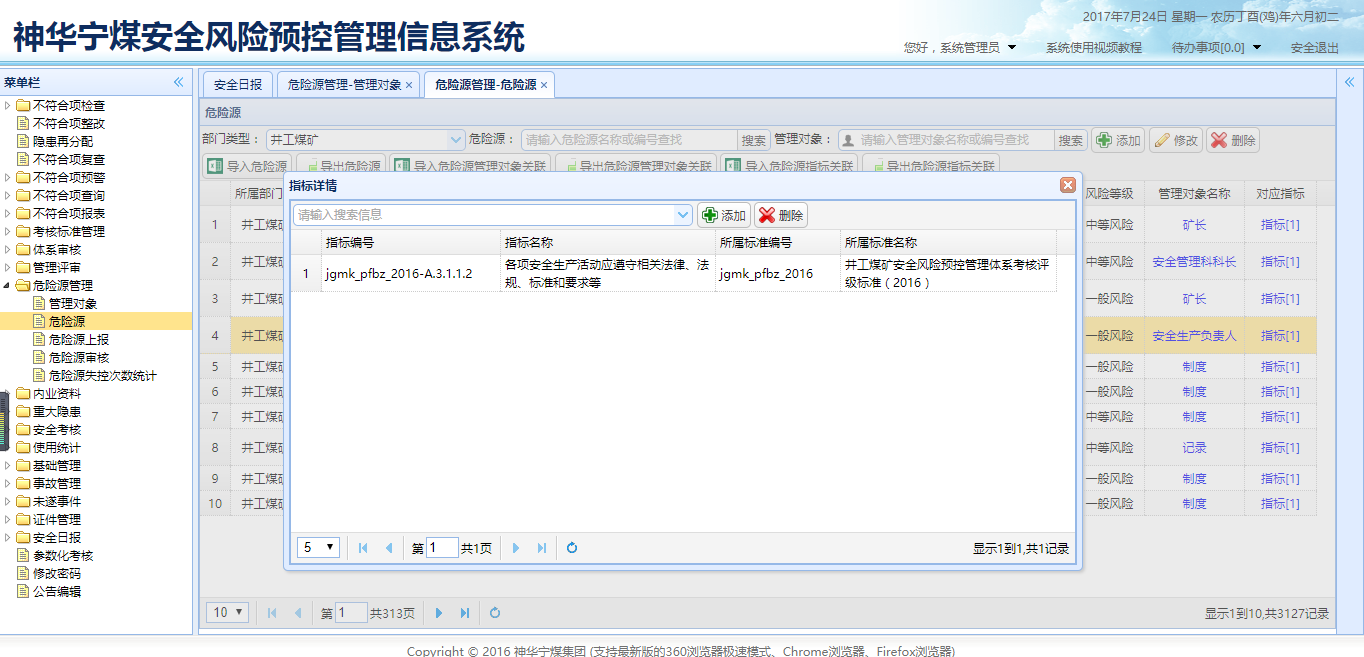 神华宁煤安全风险预控管理信息系统
2017年7月24日 星期一 农历丁酉(鸡)年六月初二
您好，系统管理员 系统使用视频教程 待办事项[0.0] 安全退出
菜单栏
安全日报 危险源管理-管理对象 × 危险源管理-危险源 ×
不符合项检查
不符合项整改
隐患再分配
不符合项复查
不符合项预警
不符合项查询
不符合项报表
考核标准管理
体系审核
管理评审
危险源管理
管理对象
危险源
危险源上报
危险源审核
危险源失控次数统计
内业资料
重大隐患
安全考核
使用统计
基础管理
事故管理
未遂事件
证件管理
安全日报
参数化考核
修改密码
公告编辑
危险源
部门类型： 井工煤矿 危险源： 请输入危险源名称或编号查找 搜索 管理对象： 请输入管理对象名称或编号查找 搜索 添加 修改 删除
导入危险源 导出危险源 导入危险源管理对象关联 导出危险源管理对象关联 导入危险源指标关联 导出危险源指标关联
所属部门 风险等级 管理对象名称 对应指标
1 井工煤矿 中等风险 矿长 指标[1]
2 井工煤矿 中等风险 安全管理科科长 指标[1]
3 井工煤矿 一般风险 矿长 指标[1]
4 井工煤矿 一般风险 安全生产负责人 指标[1]
5 井工煤矿 一般风险 制度 指标[1]
6 井工煤矿 一般风险 制度 指标[1]
7 井工煤矿 中等风险 制度 指标[1]
8 井工煤矿 中等风险 记录 指标[1]
9 井工煤矿 一般风险 制度 指标[1]
10 井工煤矿 一般风险 制度 指标[1]
指标详情
请输入搜索信息 添加 删除
指标编号 指标名称 所属标准编号 所属标准名称
1 jgmk_pfbz_2016-A.3.1.1.2 各项安全生产活动应遵守相关法律、法规、标准和要求等 jgmk_pfbz_2016 井工煤矿安全风险预控管理体系考核评级标准（2016）
5 第 1 共1页 显示1到1,共1记录
10 第 1 共313页 显示1到10,共3127记录
Copyright © 2016 神华宁煤集团 (支持最新版的360浏览器极速模式、Chrome浏览器、Firefox浏览器)